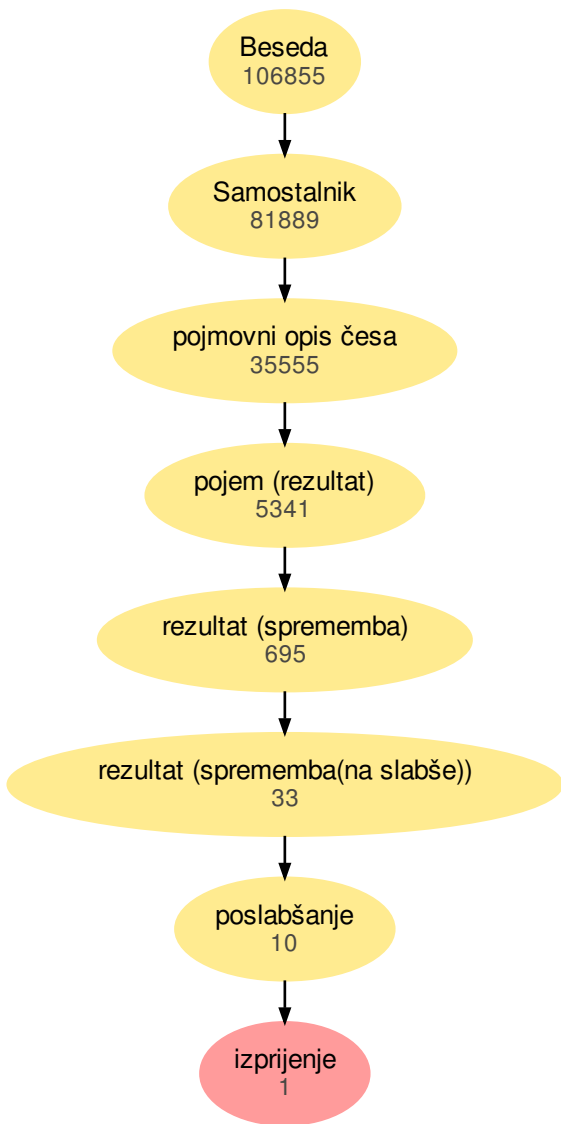 Beseda
106855
Samostalnik
81889
pojmovni opis česa
35555
pojem (rezultat)
5341
rezultat (sprememba)
695
rezultat (sprememba(na slabše))
33
poslabšanje
10
izprijenje
1